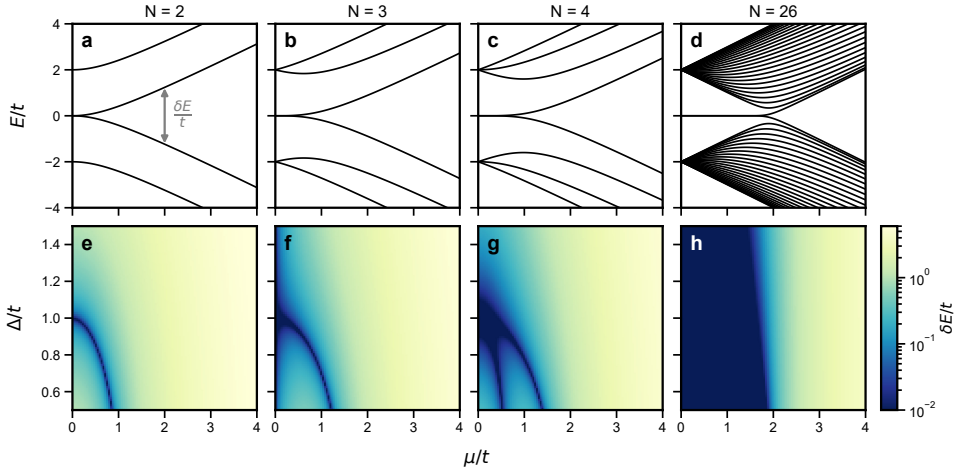 N = 2
N = 3
N = 4
N = 26
E/t
4
2
0
−2
−4
a
δE
t
b
c
d
Δ/t
1.4
1.2
1.0
0.8
0.6
e
f
g
h
0 1 2 3 4
0 1 2 3 4
0 1 2 3 4
0 1 2 3 4
μ/t
10⁰
10⁻¹
10⁻²
δE/t